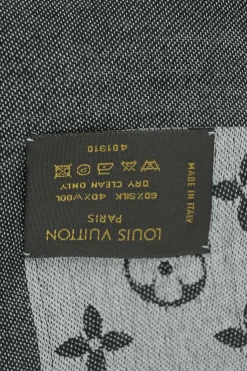 LOUIS VUITTON
PARIS
60%SILK 40%WOOL
DRY CLEAN ONLY
401910
MADE IN ITALY